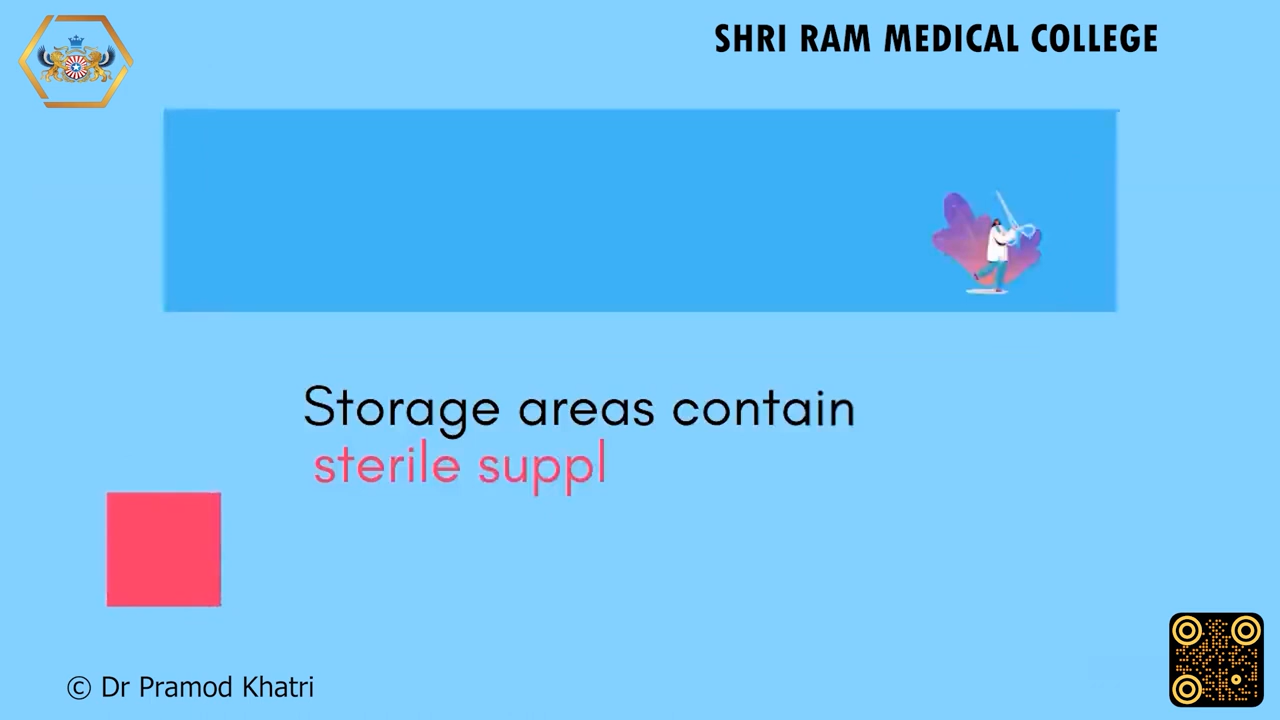 SHRI RAM MEDICAL COLLEGE
Storage areas contain
sterile suppl
© Dr Pramod Khatri